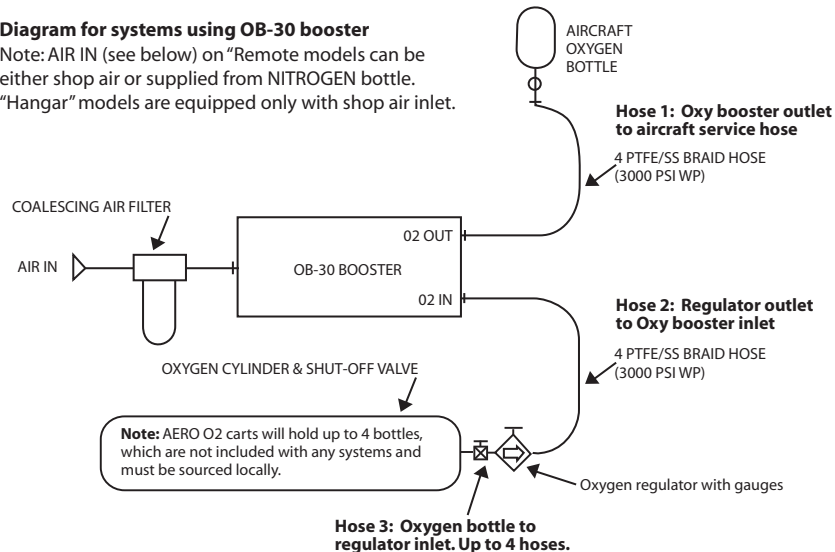 Diagram for systems using OB-30 booster
Note: AIR IN (see below) on “Remote models can be
either shop air or supplied from NITROGEN bottle.
“Hangar” models are equipped only with shop air inlet.
AIRCRAFT
OXYGEN
BOTTLE
Hose 1: Oxy booster outlet
to aircraft service hose
4 PTFE/SS BRAID HOSE
(3000 PSI WP)
COALESCING AIR FILTER
AIR IN
02 OUT
OB-30 BOOSTER
02 IN
Hose 2: Regulator outlet
to Oxy booster inlet
4 PTFE/SS BRAID HOSE
(3000 PSI WP)
OXYGEN CYLINDER & SHUT-OFF VALVE
Note: AERO O2 carts will hold up to 4 bottles,
which are not included with any systems and
must be sourced locally.
Oxygen regulator with gauges
Hose 3: Oxygen bottle to
regulator inlet. Up to 4 hoses.